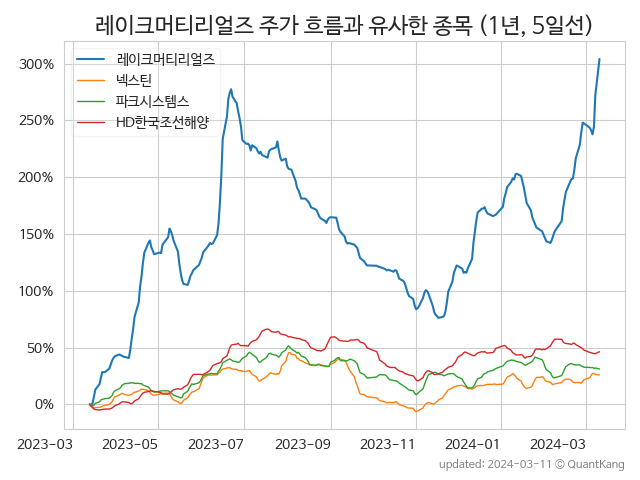 레이크머티리얼즈 주가 흐름과 유사한 종목 (1년, 5일선)
레이크머티리얼즈
넥스틴
파크시스템스
HD한국조선해양
300%
250%
200%
150%
100%
50%
0%
2023-03 2023-05 2023-07 2023-09 2023-11 2024-01 2024-03
updated: 2024-03-11 © QuantKang